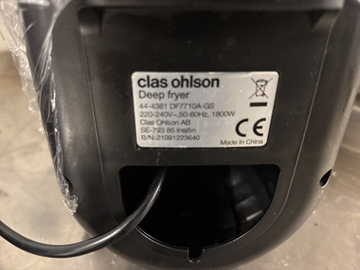 clas ohlson
Deep fryer
44-4381 DF7710A-GS
220-240V~,50-60Hz, 1800W
Clas Ohlson AB
SE-793 85 Insjön
B/N:21091223640
CE
Made in China